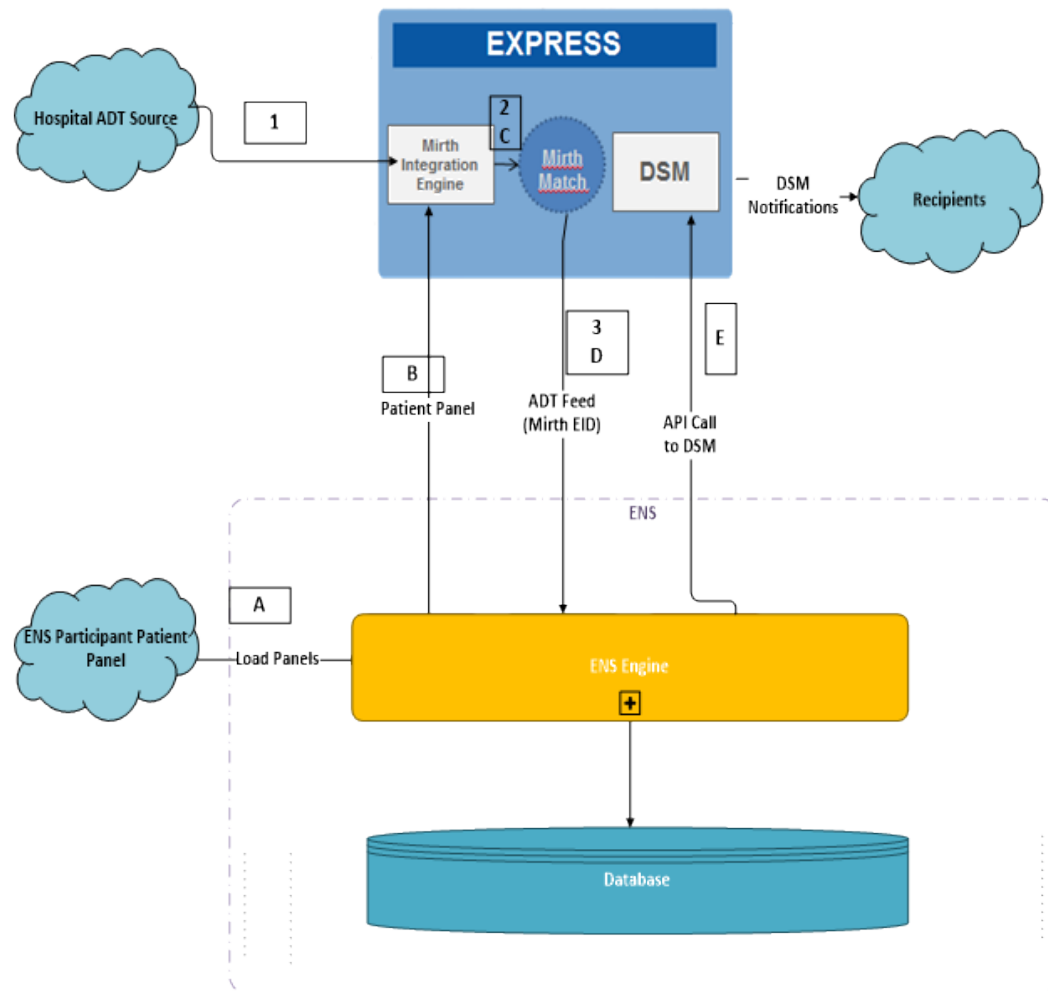 EXPRESS
Hospital ADT Source
1
2
C
Mirth
Integration
Engine
Mirth
Match
DSM
DSM
Notifications
Recipients
3
D
E
B
Patient Panel
ADT Feed
(Mirth EID)
API Call
to DSM
ENS
A
ENS Participant Patient
Panel
Load Panels
ENS Engine
+
Database